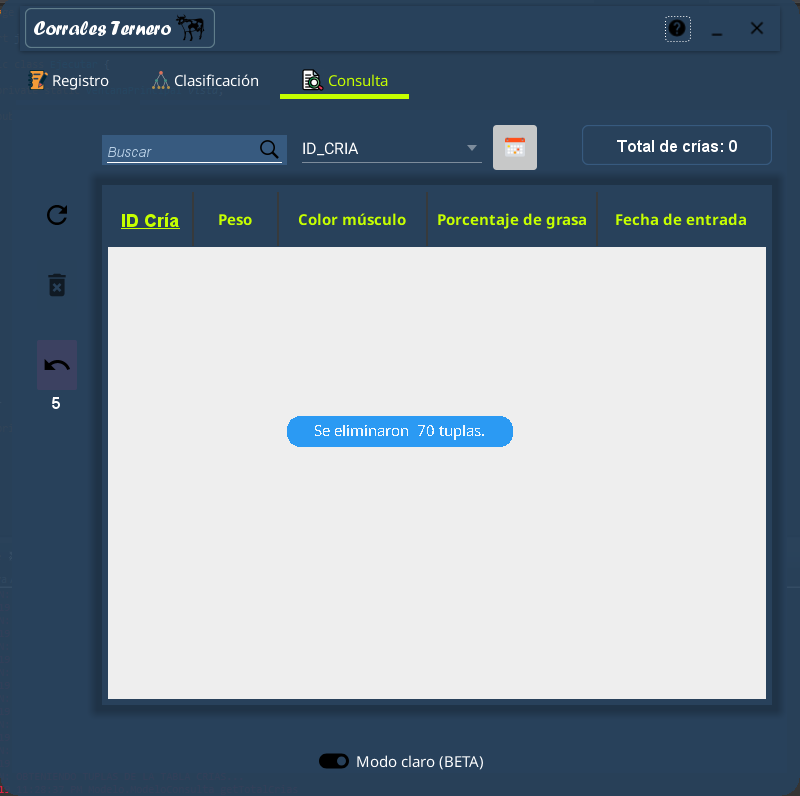 Corrales Ternero
?
Registro
Clasificación
Consulta
Buscar
ID_CRIA
Total de crías: 0
ID Cría
Peso
Color músculo
Porcentaje de grasa
Fecha de entrada
5
Se eliminaron 70 tuplas.
Modo claro (BETA)